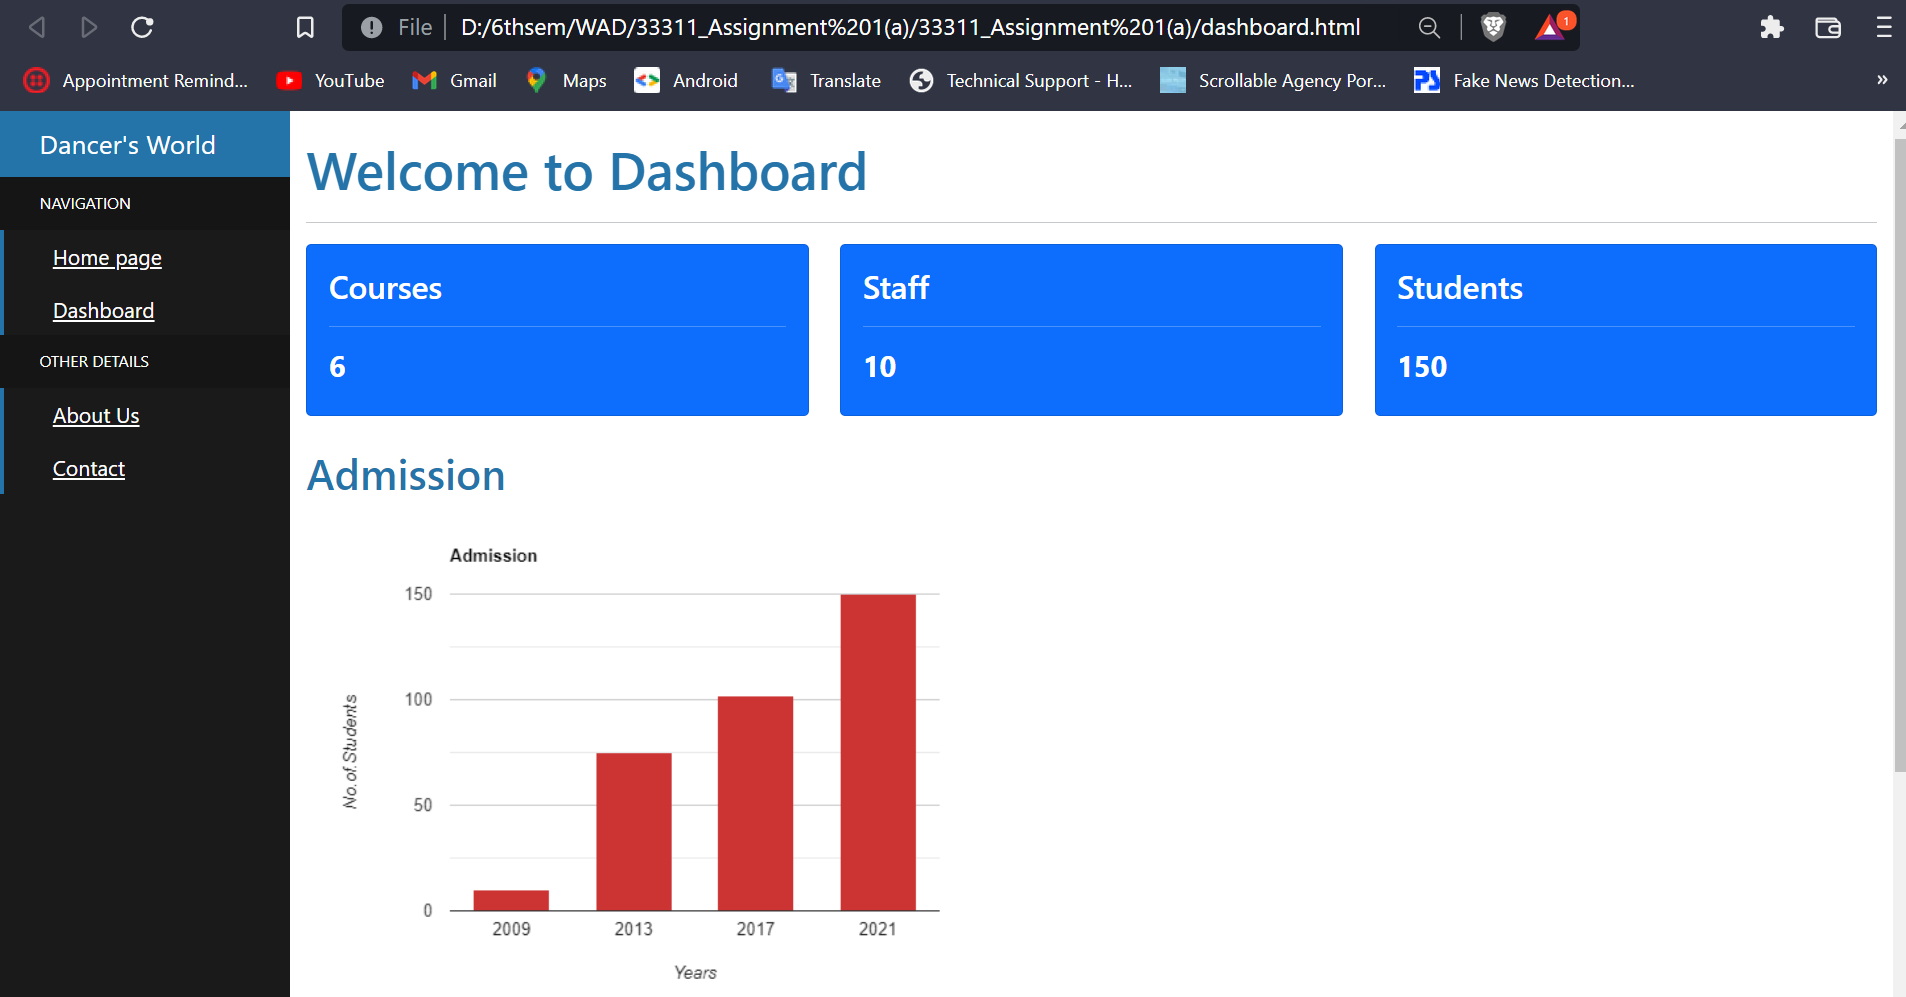 File D:/6thsem/WAD/33311_Assignment%201(a)/33311_Assignment%201(a)/dashboard.html 1
Appointment Remind... YouTube Gmail Maps Android Translate Technical Support - H... Scrollable Agency Por... Fake News Detection... »
Dancer's World
NAVIGATION
Home page
Dashboard
OTHER DETAILS
About Us
Contact
Welcome to Dashboard
Courses
6
Staff
10
Students
150
Admission
Admission
150
100
50
0
No.of.Students
2009 2013 2017 2021
Years